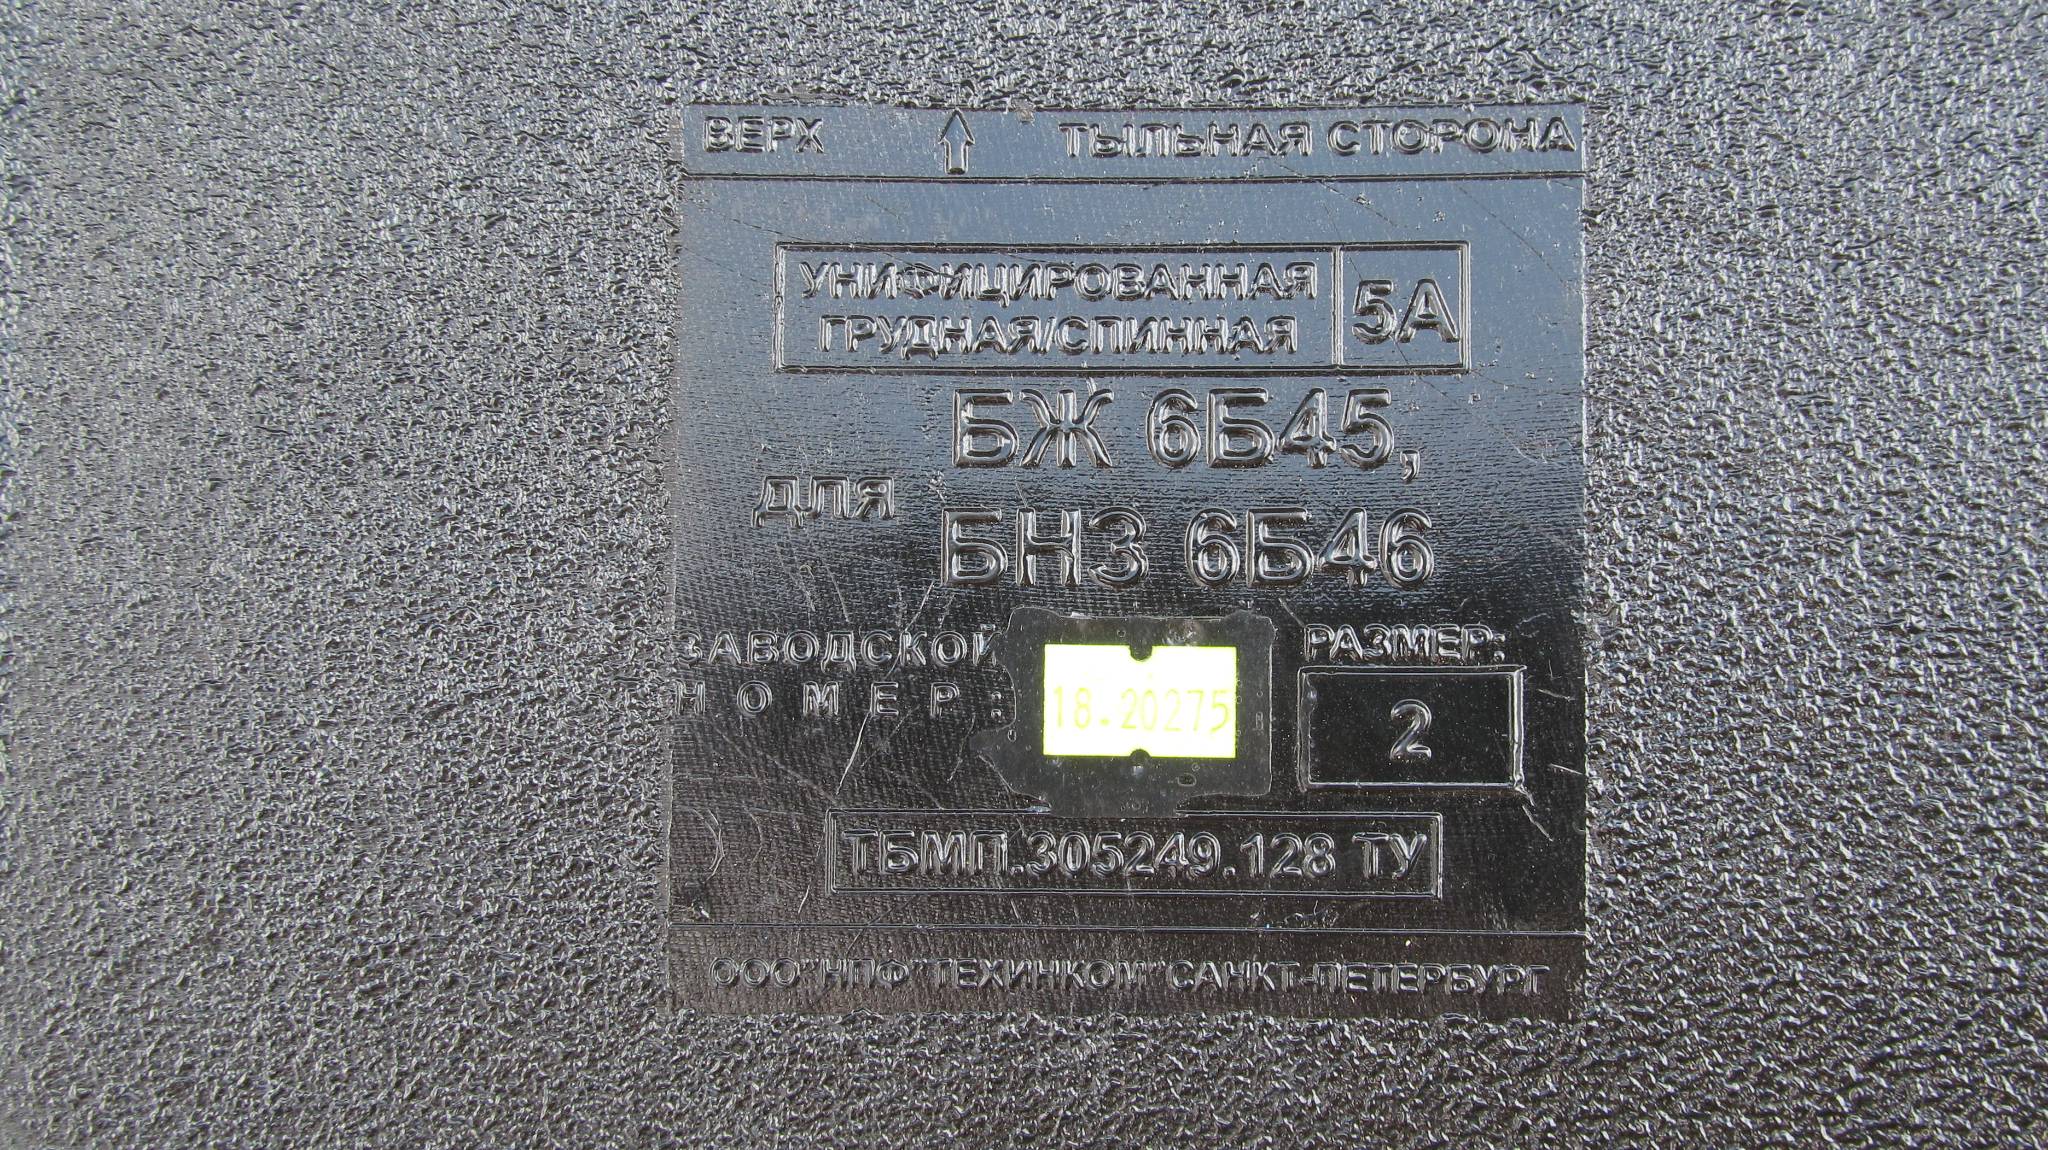 ВЕРХ ТЫЛЬНАЯ СТОРОНА
УНИФИЦИРОВАННАЯ
ГРУДНАЯ/СПИННАЯ
5А
для
БЖ 6Б45,
БНЗ 6Б46
ЗАВОДСКОЙ
НОМЕР:
18.20275
РАЗМЕР:
2
ТБМП.305249.128 ТУ
ООО"НПФ"ТЕХИНКОМ"САНКТ-ПЕТЕРБУРГ